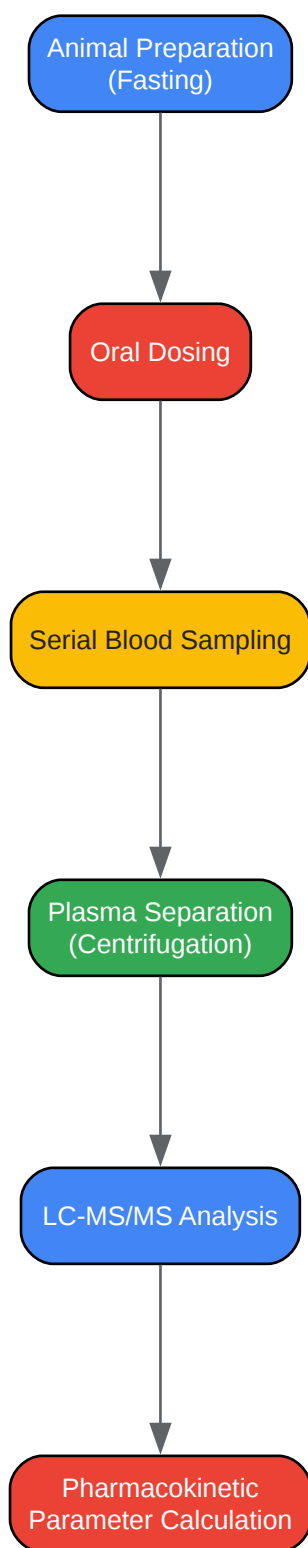 Animal Preparation
(Fasting)
Oral Dosing
Serial Blood Sampling
Plasma Separation
(Centrifugation)
LC-MS/MS Analysis
Pharmacokinetic
Parameter Calculation